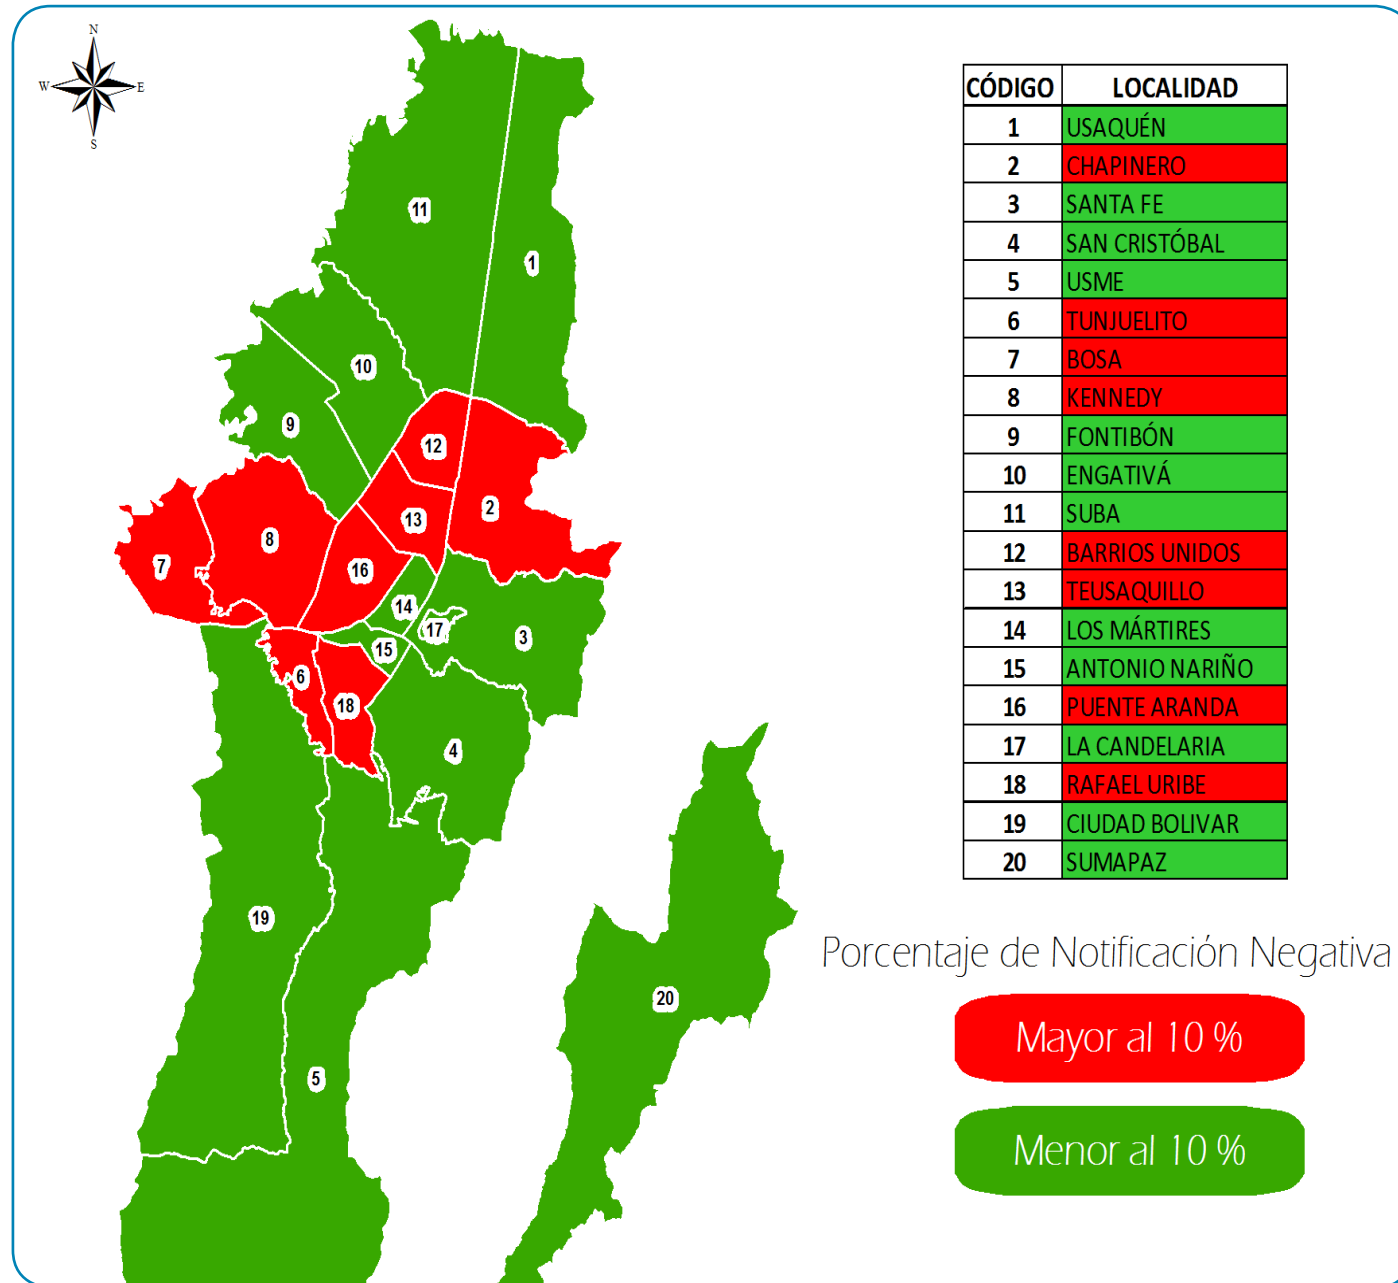 N
W E
S
11
1
10
9
12
2
13
8
7
16
14
17
3
15
6
18
4
19
20
5
CÓDIGO LOCALIDAD
1 USAQUÉN
2 CHAPINERO
3 SANTA FE
4 SAN CRISTÓBAL
5 USME
6 TUNJUELITO
7 BOSA
8 KENNEDY
9 FONTIBÓN
10 ENGATIVÁ
11 SUBA
12 BARRIOS UNIDOS
13 TEUSAQUILLO
14 LOS MÁRTIRES
15 ANTONIO NARIÑO
16 PUENTE ARANDA
17 LA CANDELARIA
18 RAFAEL URIBE
19 CIUDAD BOLIVAR
20 SUMAPAZ
Porcentaje de Notificación Negativa
Mayor al 10 %
Menor al 10 %